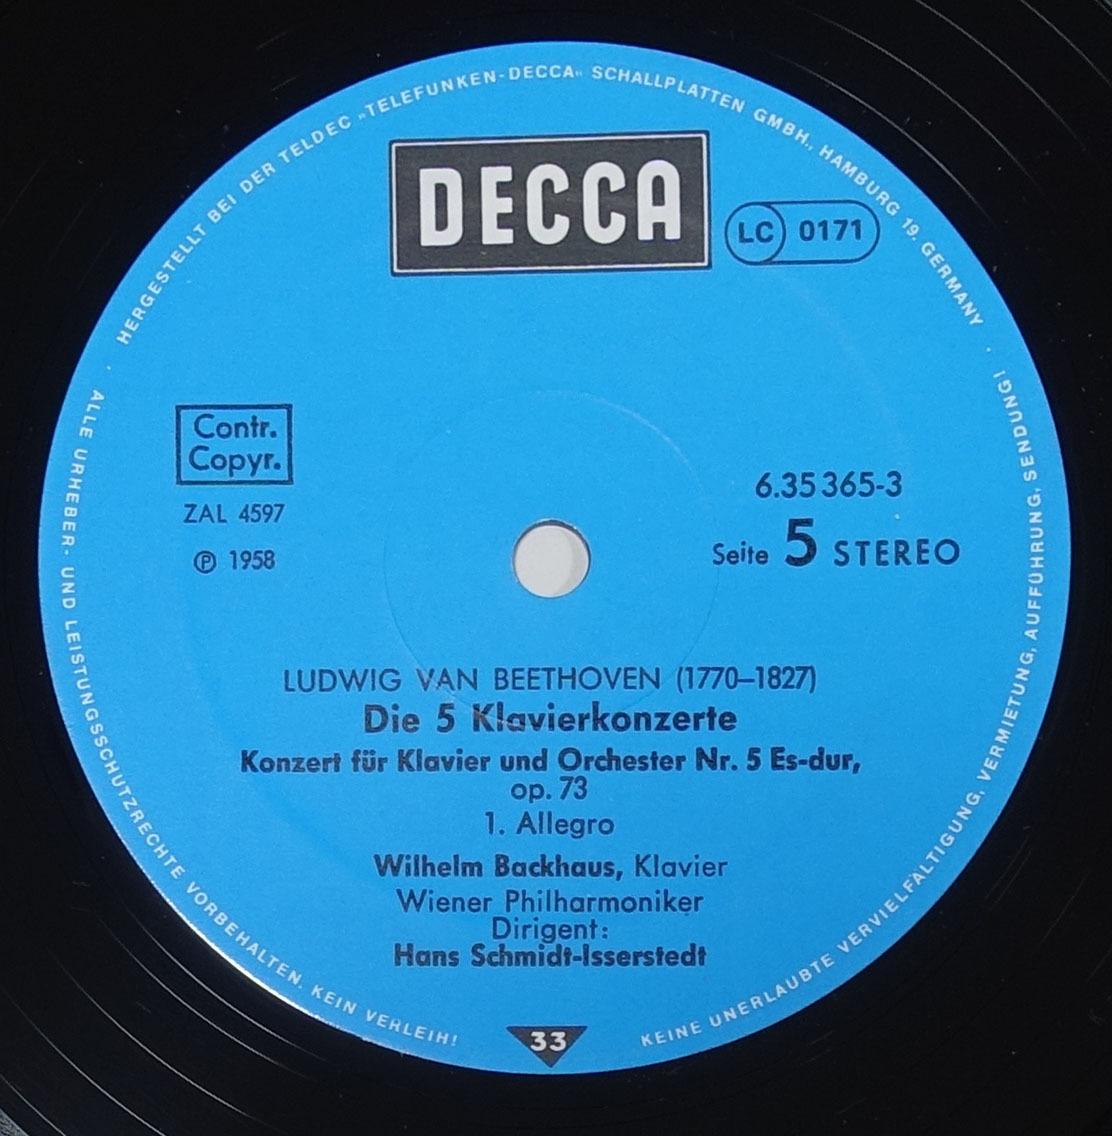 HERGESTELLT BEI DER TELDEC „TELEFUNKEN-DECCA“ SCHALLPLATTEN GMBH., HAMBURG 19. GERMANY ·
DECCA
LC 0171
Contr.
Copyr.
ZAL 4597
℗ 1958
6.35365-3
Seite 5 STEREO
LUDWIG VAN BEETHOVEN (1770–1827)
Die 5 Klavierkonzerte
Konzert für Klavier und Orchester Nr. 5 Es-dur,
op. 73
1. Allegro
Wilhelm Backhaus, Klavier
Wiener Philharmoniker
Dirigent:
Hans Schmidt-Isserstedt
33
· ALLE URHEBER- UND LEISTUNGSSCHUTZRECHTE VORBEHALTEN. KEIN VERLEIH!
KEINE UNERLAUBTE VERVIELFÄLTIGUNG, VERMIETUNG, AUFFÜHRUNG, SENDUNG!